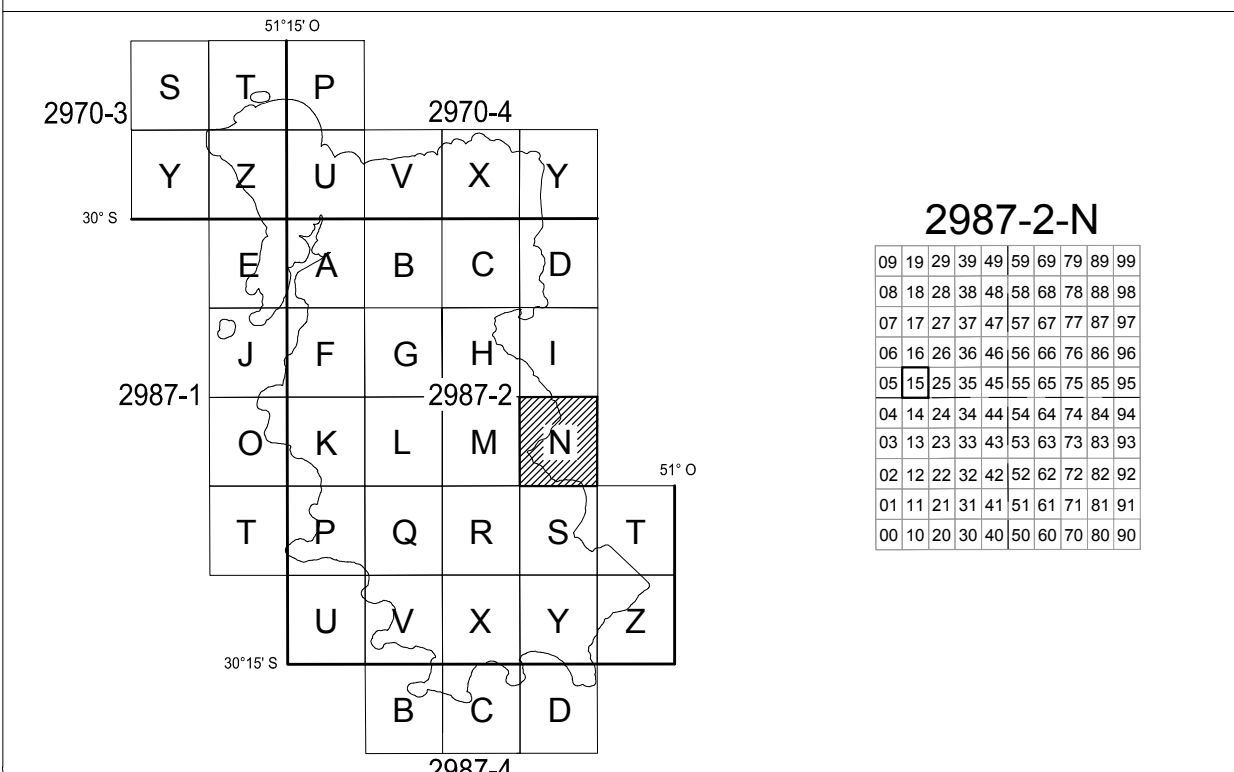 51°15' O
S T P
2970-3 2970-4
Y Z U V X Y
30° S
E A B C D
J F G H I
2987-1 2987-2
O K L M N
51° O
T P Q R S T
U V X Y Z
30°15' S
B C D
2987-4
2987-2-N
09 19 29 39 49 59 69 79 89 99
08 18 28 38 48 58 68 78 88 98
07 17 27 37 47 57 67 77 87 97
06 16 26 36 46 56 66 76 86 96
05 15 25 35 45 55 65 75 85 95
04 14 24 34 44 54 64 74 84 94
03 13 23 33 43 53 63 73 83 93
02 12 22 32 42 52 62 72 82 92
01 11 21 31 41 51 61 71 81 91
00 10 20 30 40 50 60 70 80 90